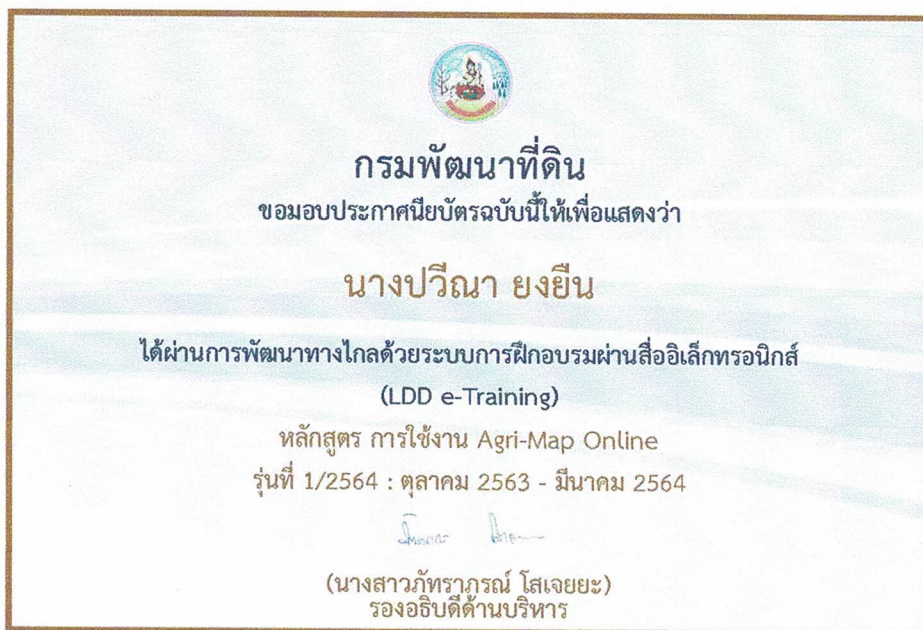 กรมพัฒนาที่ดิน
ขอมอบประกาศนียบัตรฉบับนี้ให้เพื่อแสดงว่า
นางปวีณา ยงยืน
ได้ผ่านการพัฒนาทางไกลด้วยระบบการฝึกอบรมผ่านสื่ออิเล็กทรอนิกส์
(LDD e-Training)
หลักสูตร การใช้งาน Agri-Map Online
รุ่นที่ 1/2564 : ตุลาคม 2563 - มีนาคม 2564
(นางสาวภัทราภรณ์ โสเจยยะ)
รองอธิบดีด้านบริหาร